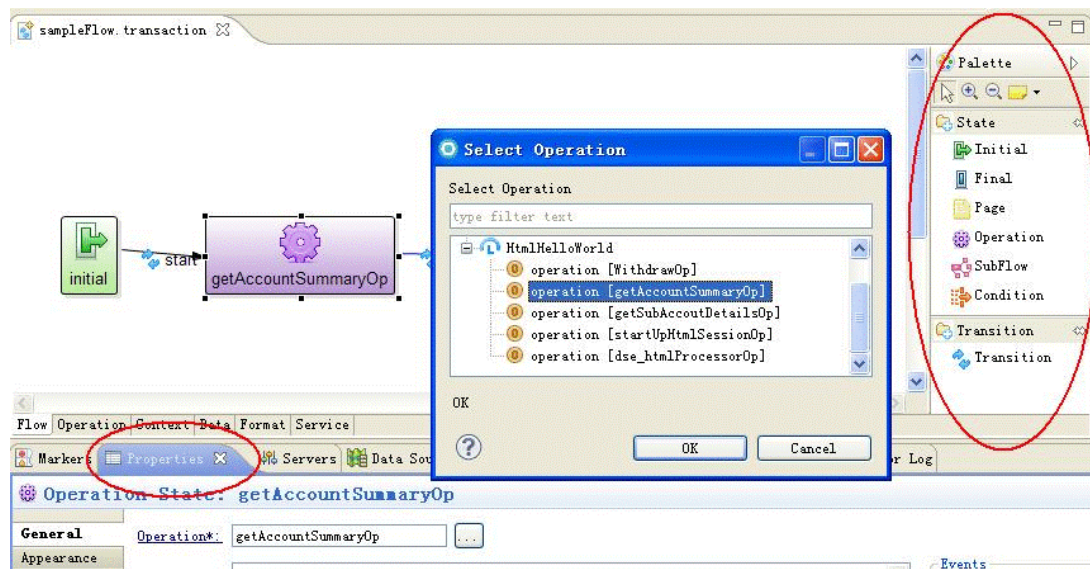 sampleFlow.transaction
Palette
State
Initial
Final
Page
Operation
SubFlow
Condition
Transition
Transition
initial
start
getAccountSummaryOp
Select Operation
Select Operation
type filter text
HtmlHelloWorld
operation [WithdrawOp]
operation [getAccountSummaryOp]
operation [getSubAccoutDetailsOp]
operation [startUpHtmlSessionOp]
operation [dse_htmlProcessorOp]
OK
OK Cancel
Flow Operation Context Data Format Service
Markers Properties Servers Data Sou or Log
Operation State: getAccountSummaryOp
General Operation*: getAccountSummaryOp ...
Appearance
Events